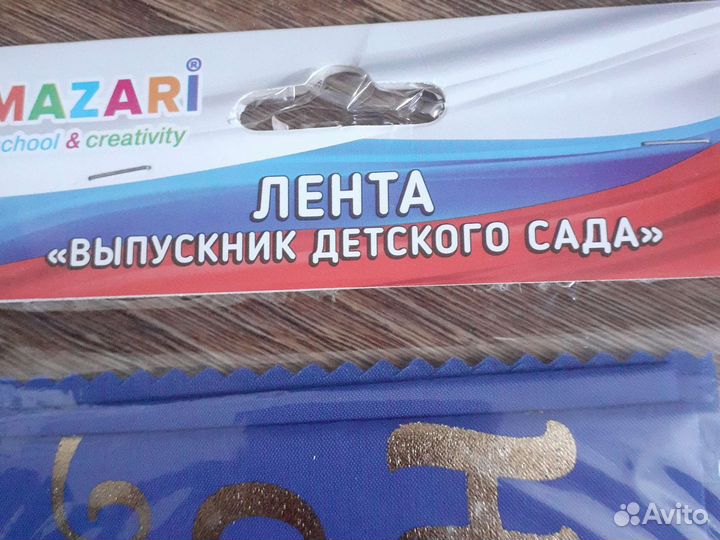 MAZARi®
school & creativity
ЛЕНТА
«ВЫПУСКНИК ДЕТСКОГО САДА»
Avito